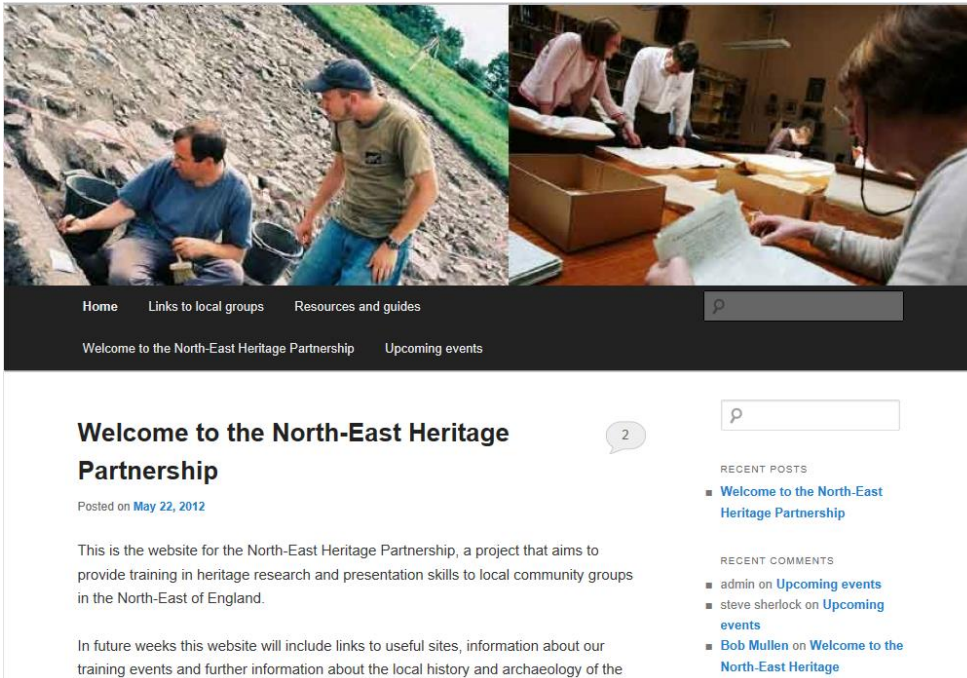 Home Links to local groups Resources and guides
Welcome to the North-East Heritage Partnership Upcoming events
Welcome to the North-East Heritage
Partnership
2
Posted on May 22, 2012
This is the website for the North-East Heritage Partnership, a project that aims to
provide training in heritage research and presentation skills to local community groups
in the North-East of England.
In future weeks this website will include links to useful sites, information about our
training events and further information about the local history and archaeology of the
RECENT POSTS
Welcome to the North-East
Heritage Partnership
RECENT COMMENTS
admin on Upcoming events
steve sherlock on Upcoming
events
Bob Mullen on Welcome to the
North-East Heritage